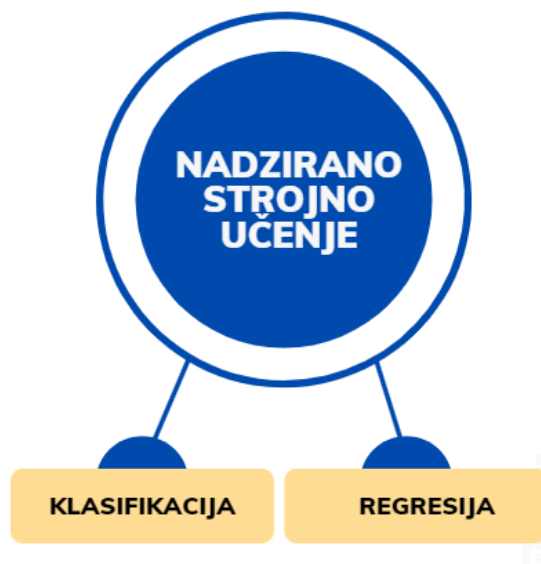 NADZIRANO
STROJNO
UČENJE
KLASIFIKACIJA
REGRESIJA